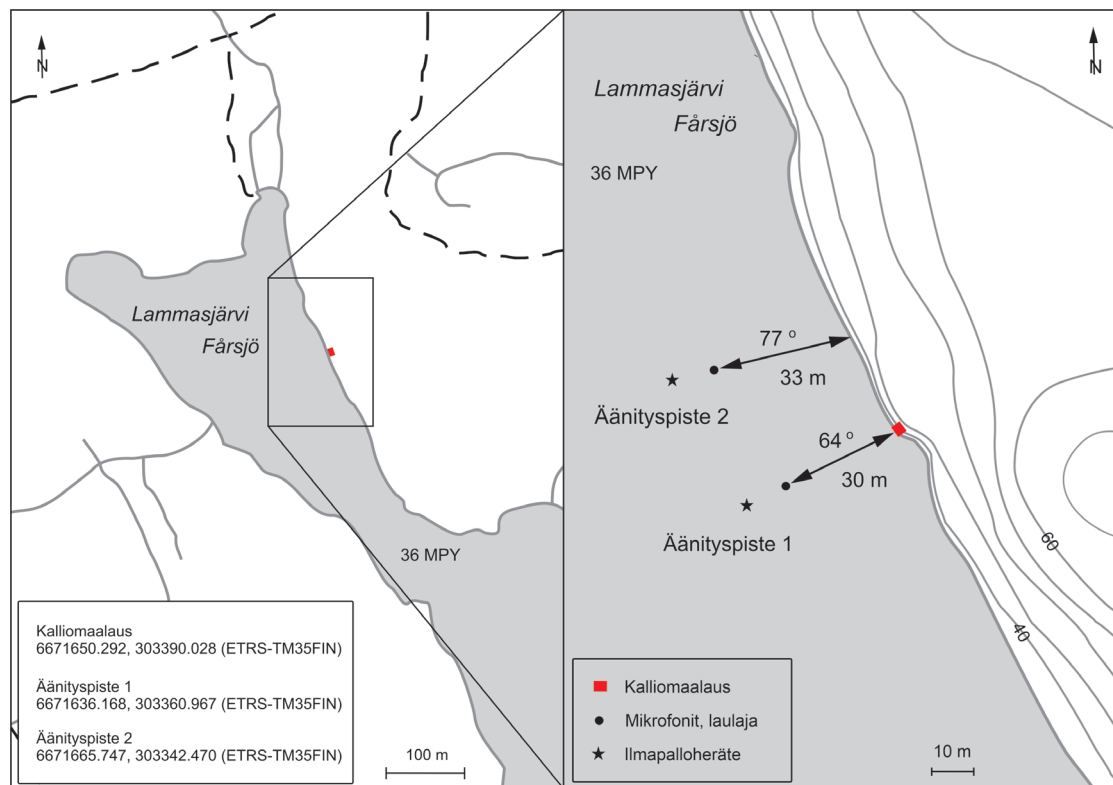 N
Lammasjärvi
Fårsjö
36 MPY
Kalliomaalaus
6671650.292, 303390.028 (ETRS-TM35FIN)
Äänityspiste 1
6671636.168, 303360.967 (ETRS-TM35FIN)
Äänityspiste 2
6671665.747, 303342.470 (ETRS-TM35FIN)
100 m
N
Lammasjärvi
Fårsjö
36 MPY
77 °
33 m
Äänityspiste 2
64 °
30 m
Äänityspiste 1
60
40
Kalliomaalaus
Mikrofonit, laulaja
Ilmapalloheräte
10 m